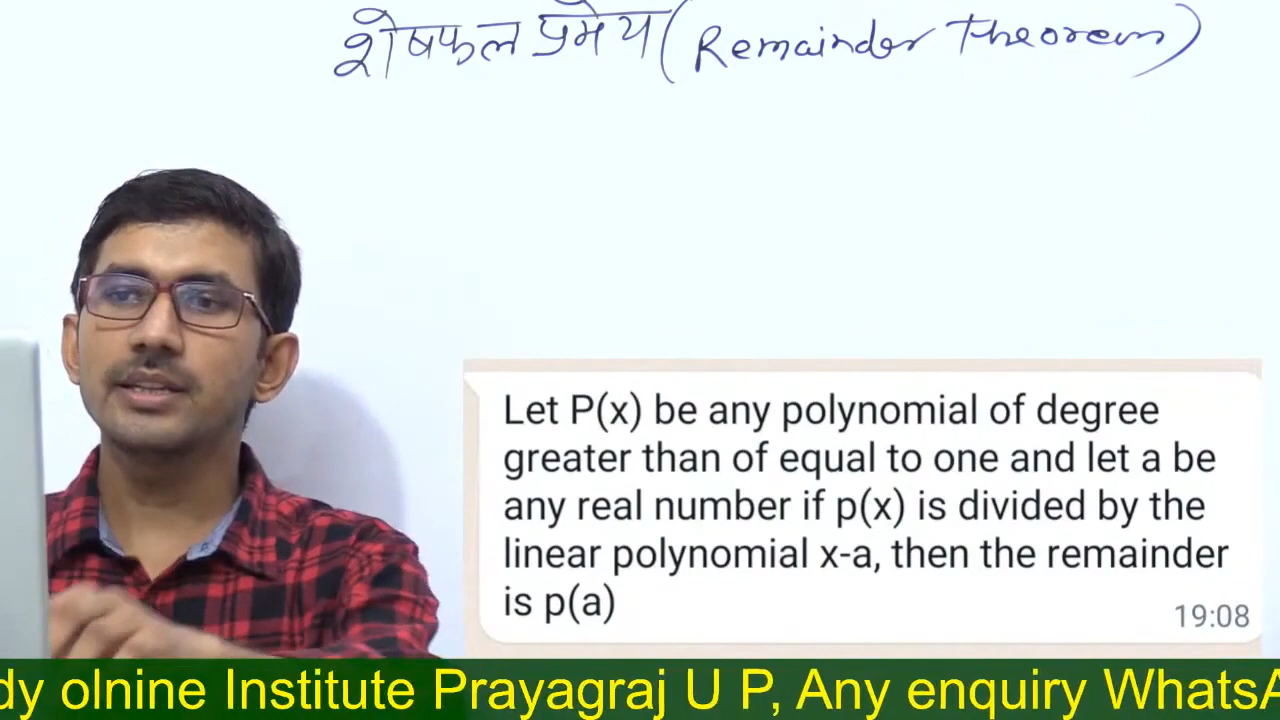 शेषफल प्रमेय (Remainder Theorem)
Let P(x) be any polynomial of degree
greater than of equal to one and let a be
any real number if p(x) is divided by the
linear polynomial x-a, then the remainder
is p(a)
19:08
dy olnine Institute Prayagraj U P, Any enquiry WhatsA